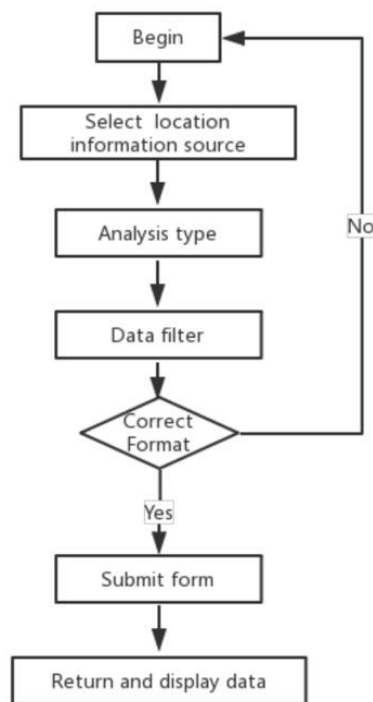 Begin
Select location
information source
Analysis type
No
Data filter
Correct
Format
Yes
Submit form
Return and display data